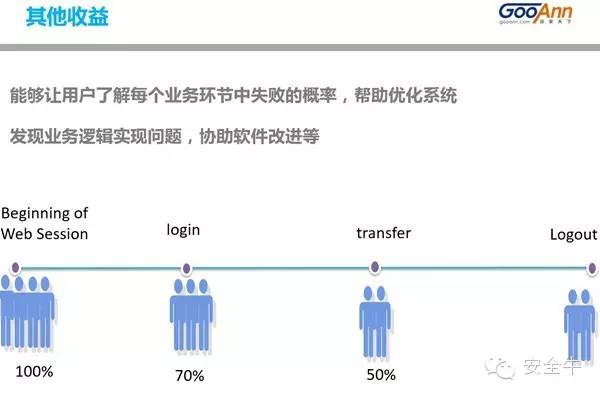 其他收益
GooAnn
gooann.com 谷安天下
能够让用户了解每个业务环节中失败的概率，帮助优化系统
发现业务逻辑实现问题，协助软件改进等
Beginning of
Web Session
login
transfer
Logout
100%
70%
50%
安全牛